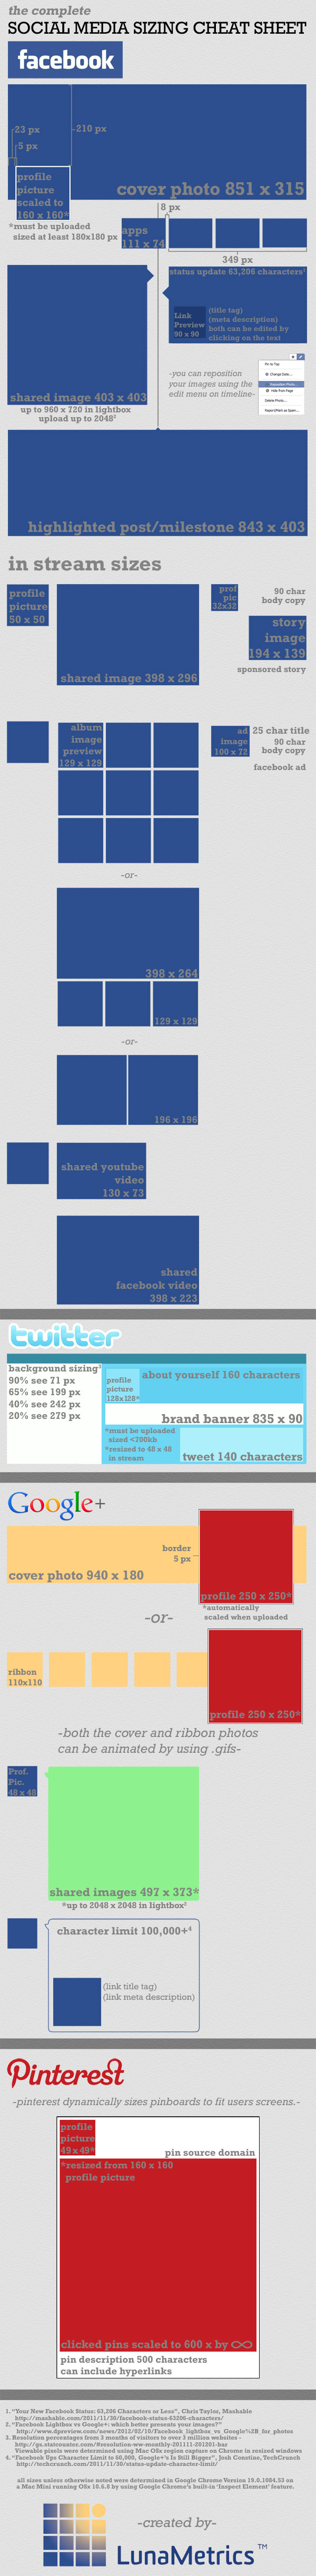 the complete
SOCIAL MEDIA SIZING CHEAT SHEET
facebook
23 px
210 px
5 px
profile
picture
scaled to
160 x 160*
cover photo 851 x 315
*must be uploaded
sized at least 180x180 px
8 px
apps
111 x 74
349 px
status update 63,206 characters¹
Link
Preview
90 x 90
(title tag)
(meta description)
both can be edited by
clicking on the text
-you can reposition
your images using the
edit menu on timeline-
Pin to Top
Change Date...
Reposition Photo...
Hide from Page
Delete Photo...
Report/Mark as Spam...
shared image 403 x 403
up to 960 x 720 in lightbox
upload up to 2048²
highlighted post/milestone 843 x 403
in stream sizes
profile
picture
50 x 50
shared image 398 x 296
prof
pic
32x32
90 char
body copy
story
image
194 x 139
sponsored story
album
image
preview
129 x 129
ad
image
100 x 72
25 char title
90 char
body copy
facebook ad
-or-
398 x 264
129 x 129
-or-
196 x 196
shared youtube
video
130 x 73
shared
facebook video
398 x 223
twitter
background sizing³
90% see 71 px
65% see 199 px
40% see 242 px
20% see 279 px
profile
picture
128x128*
about yourself 160 characters
brand banner 835 x 90
*must be uploaded
sized <700kb
*resized to 48 x 48
in stream
tweet 140 characters
Google+
border
5 px
cover photo 940 x 180
profile 250 x 250*
*automatically
scaled when uploaded
-or-
ribbon
110x110
profile 250 x 250*
-both the cover and ribbon photos
can be animated by using .gifs-
Prof.
Pic.
48 x 48
shared images 497 x 373*
*up to 2048 x 2048 in lightbox²
character limit 100,000+⁴
(link title tag)
(link meta description)
Pinterest
-pinterest dynamically sizes pinboards to fit users screens.-
profile
picture
49 x 49*
pin source domain
*resized from 160 x 160
profile picture
clicked pins scaled to 600 x by ∞
pin description 500 characters
can include hyperlinks
1. "Your New Facebook Status: 63,206 Characters or Less", Chris Taylor, Mashable
http://mashable.com/2011/11/30/facebook-status-63206-characters/
2. "Facebook Lightbox vs Google+: which better presents your images?"
http://www.dpreview.com/news/2012/02/10/Facebook_lightbox_vs_Google%2B_for_photos
3. Resolution percentages from 3 months of visitors to over 3 million websites -
http://gs.statcounter.com/#resolution-ww-monthly-201111-201201-bar
Viewable pixels were determined using Mac OSx region capture on Chrome in resized windows
4. "Facebook Ups Character Limit to 60,000, Google+'s Is Still Bigger", Josh Constine, TechCrunch
http://techcrunch.com/2011/11/30/status-update-character-limit/
all sizes unless otherwise noted were determined in Google Chrome Version 19.0.1084.53 on
a Mac Mini running OSx 10.6.8 by using Google Chrome's built-in 'Inspect Element' feature.
-created by-
LunaMetrics™